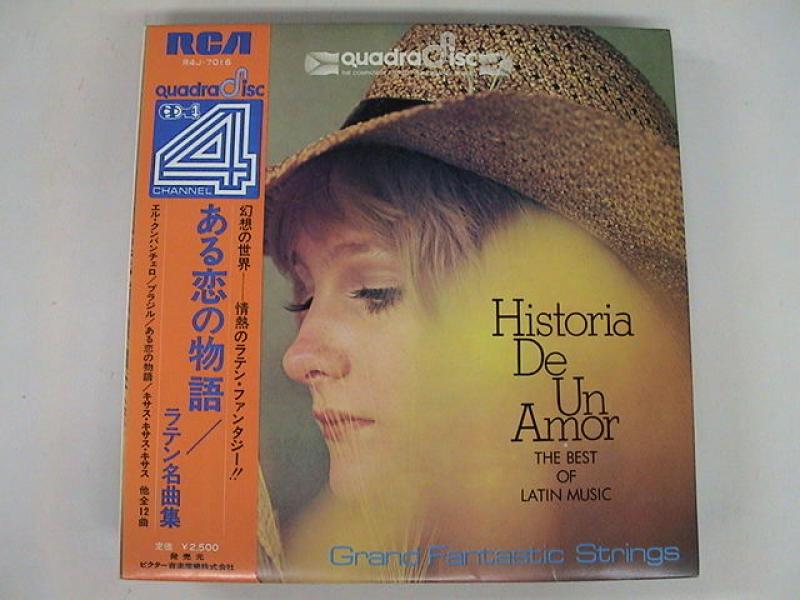 RCA
R4J-7016
quadradisc
CD-4
4
CHANNEL
幻想の世界──情熱のラテン・ファンタジー!!
ある恋の物語/
ラテン名曲集
エル・クンバンチェロ/ブラジル/ある恋の物語/キサス・キサス・キサス 他全12曲
定価 ¥2,500
発売元
ビクター音楽産業株式会社
quadradisc
Historia
De
Un
Amor
THE BEST
OF
LATIN MUSIC
Grand Fantastic Strings